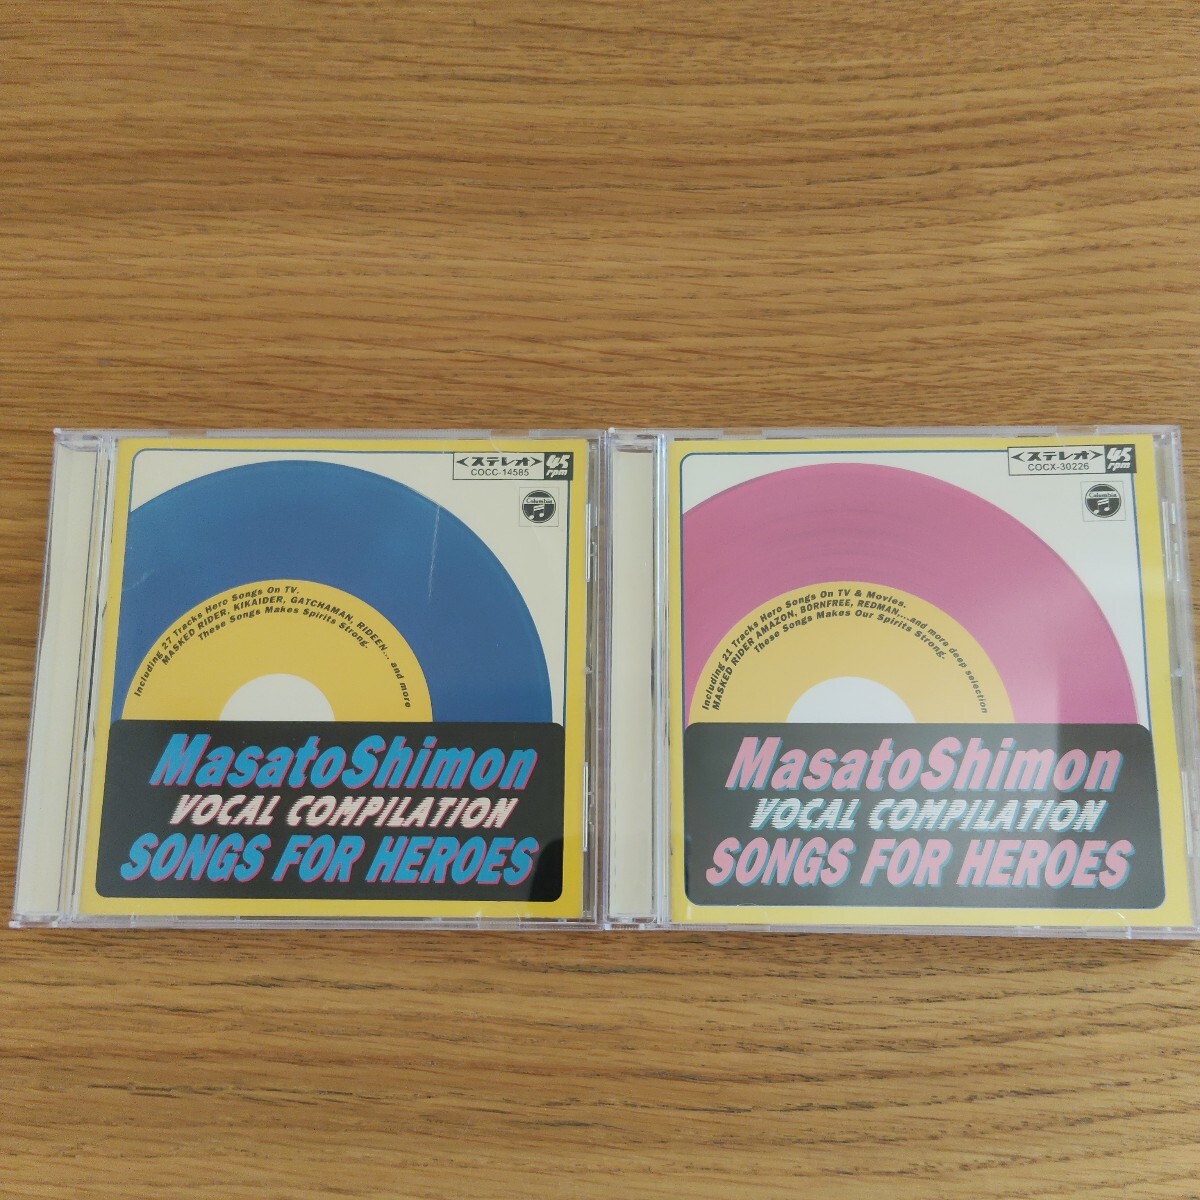 <ステレオ>
COCC-14585
45
rpm
Columbia
Including 27 Tracks Hero Songs On TV.
MASKED RIDER, KIKAIDER, GATCHAMAN, RIDEEN... and more
These Songs Makes Spirits Strong.
MasatoShimon
VOCAL COMPILATION
SONGS FOR HEROES
<ステレオ>
COCX-30226
45
rpm
Columbia
Including 21 Tracks Hero Songs On TV & Movies.
MASKED RIDER AMAZON, BORNFREE, REDMAN....and more deep selection
These Songs Makes Our Spirits Strong.
MasatoShimon
VOCAL COMPILATION
SONGS FOR HEROES